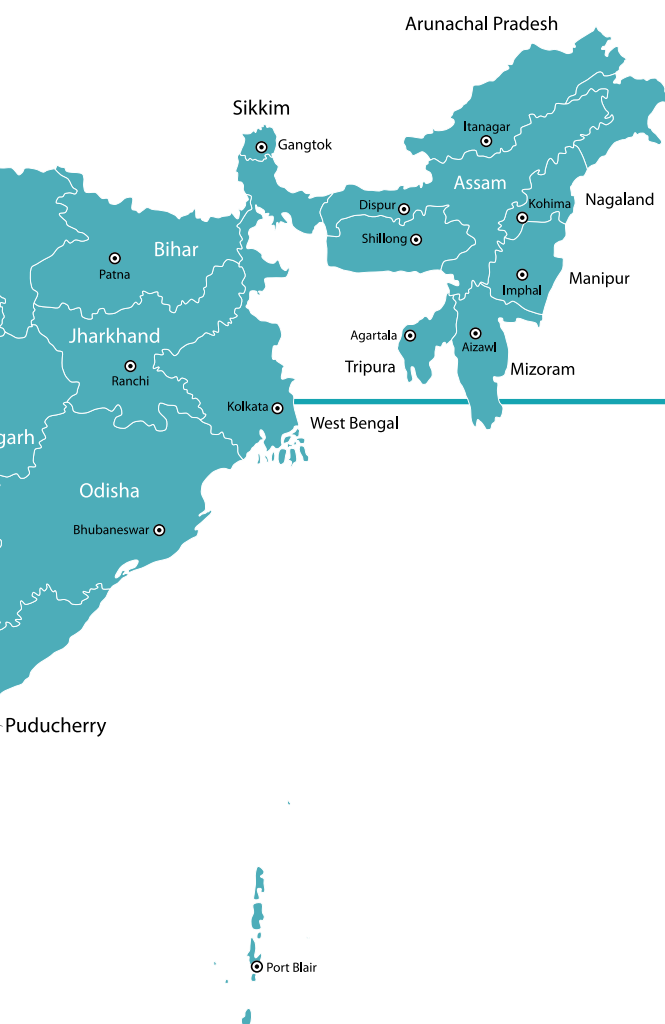 Arunachal Pradesh
Sikkim
Itanagar
Gangtok
Assam
Nagaland
Kohima
Dispur
Shillong
Bihar
Patna
Manipur
Imphal
Jharkhand
Agartala
Aizawl
Tripura
Mizoram
Ranchi
Kolkata
West Bengal
garh
Odisha
Bhubaneswar
Puducherry
Port Blair